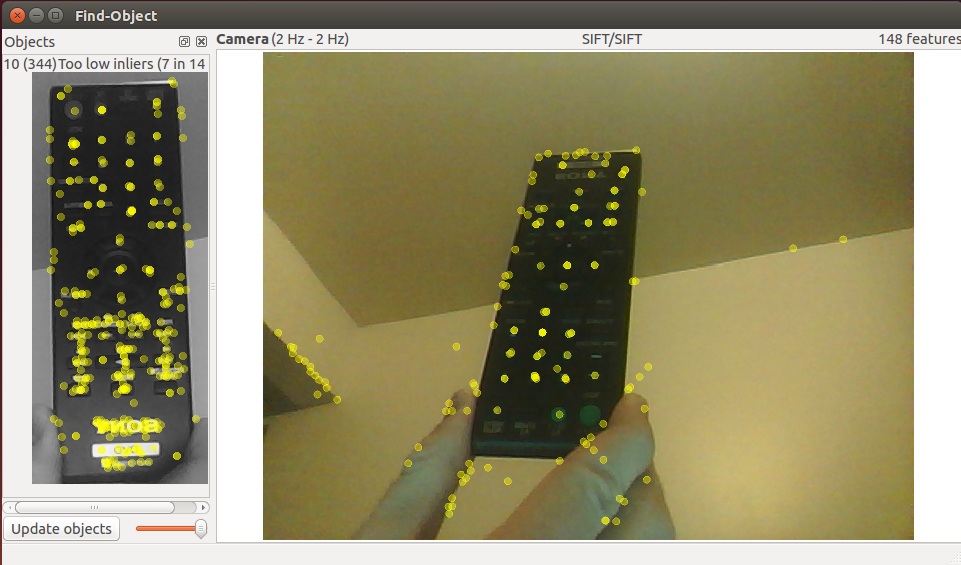 Find-Object
Objects
Camera (2 Hz - 2 Hz) SIFT/SIFT 148 features
10 (344) Too low inliers (7 in 14
Update objects